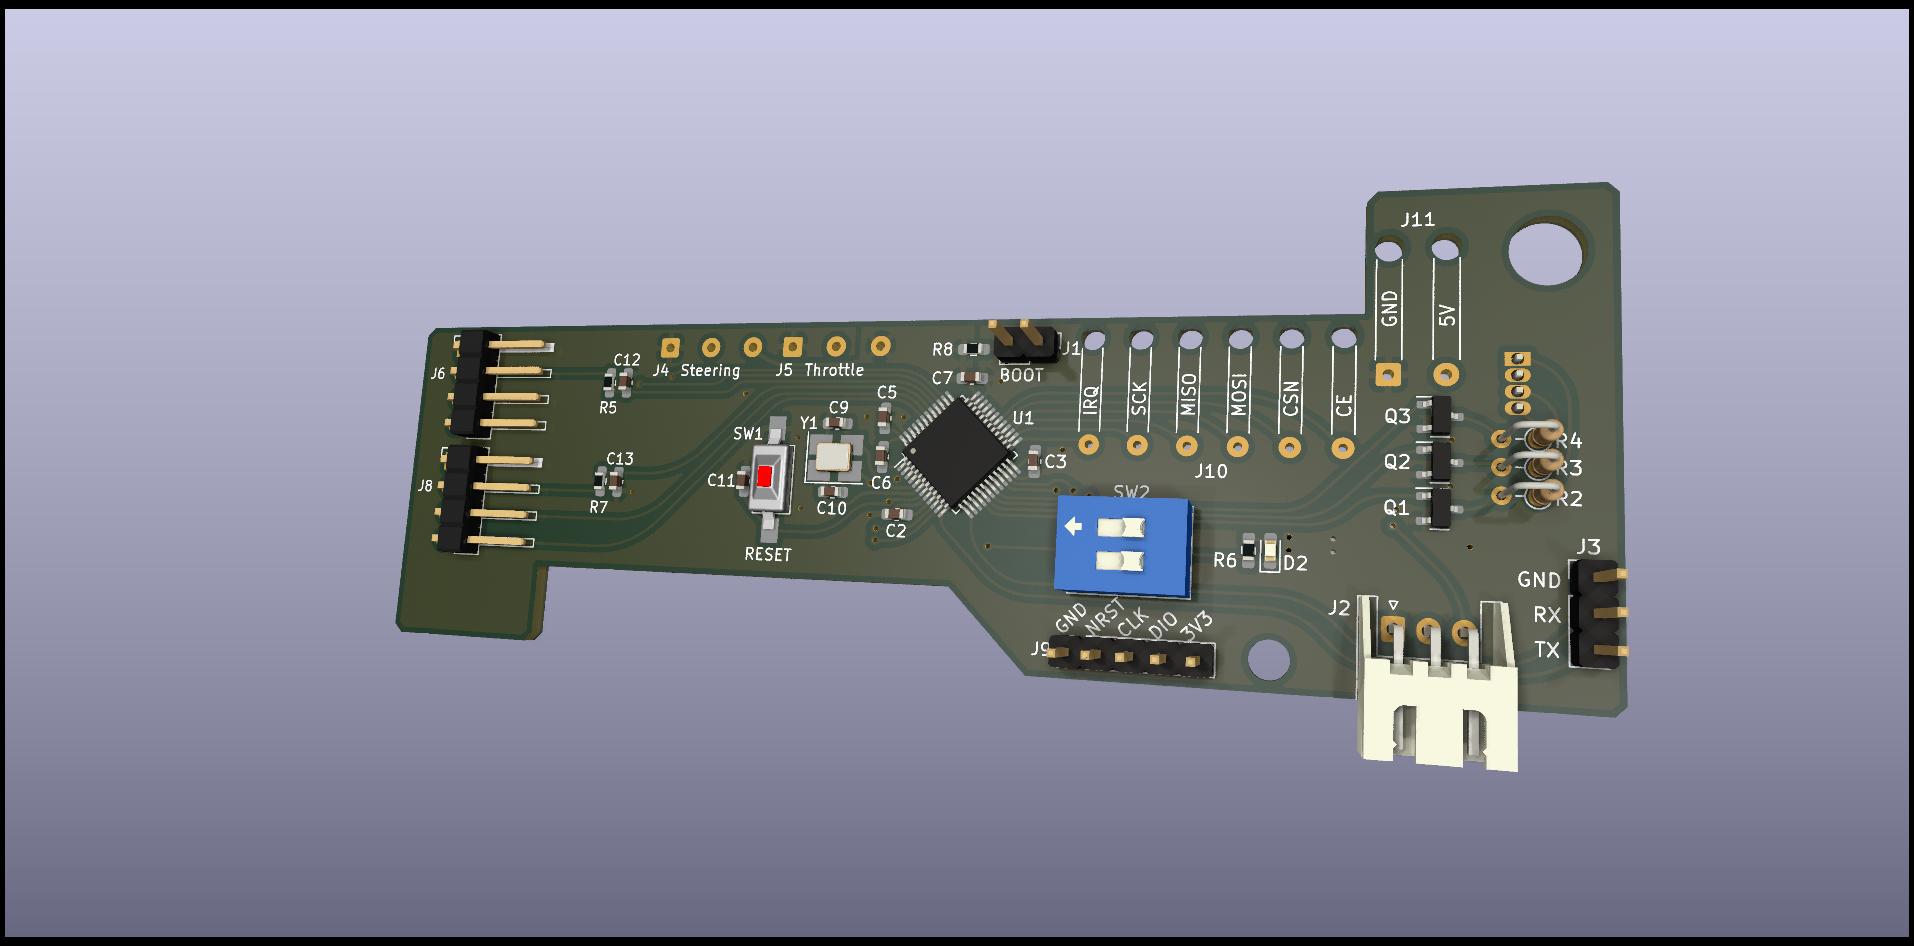 J11
GND
5V
J6
C12
R5
J4 Steering
J5 Throttle
R8
J1
BOOT
C7
C5
U1
C9
Y1
SW1
C6
C3
C11
C10
C2
RESET
J8
C13
R7
IRQ
SCK
MISO
MOSI
CSN
CE
J10
Q3
Q2
Q1
R4
R3
R2
SW2
R6
D2
J3
GND
RX
TX
J2
J9
GND
NRST
CLK
DIO
3V3